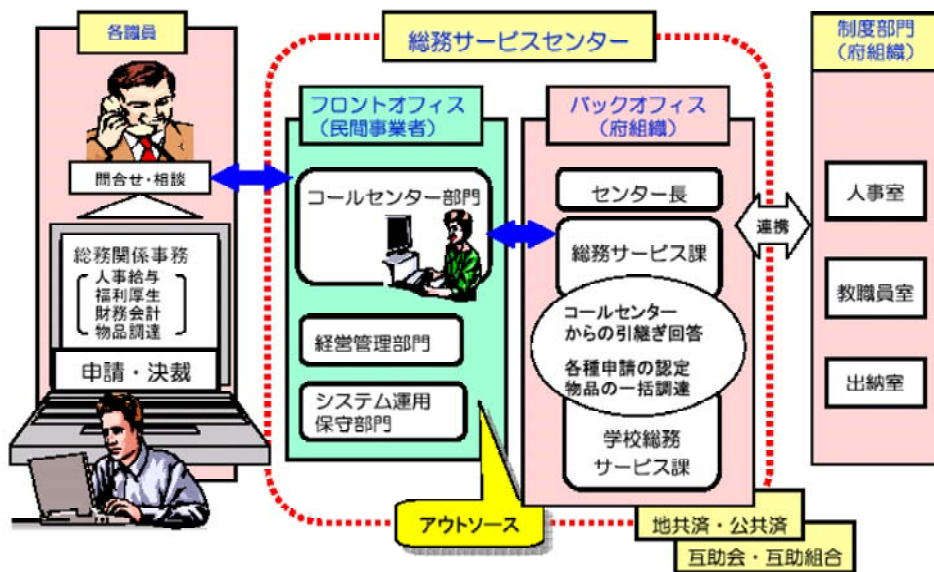 各職員
問合せ・相談
総務関係事務
人事給与
福利厚生
財務会計
物品調達
申請・決裁
総務サービスセンター
フロントオフィス
（民間事業者）
コールセンター部門
経営管理部門
システム運用
保守部門
アウトソース
バックオフィス
（府組織）
センター長
総務サービス課
コールセンター
からの引継ぎ回答
各種申請の認定
物品の一括調達
学校総務
サービス課
地共済・公共済
互助会・互助組合
連携
制度部門
（府組織）
人事室
教職員室
出納室